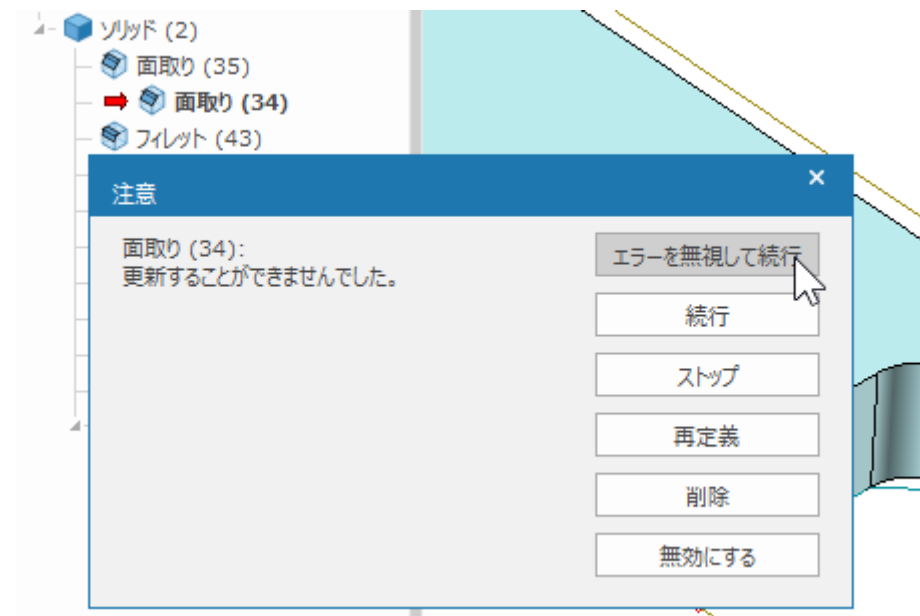 ソリッド (2)
面取り (35)
面取り (34)
フィレット (43)
注意
面取り (34):
更新することができませんでした。
エラーを無視して続行
続行
ストップ
再定義
削除
無効にする